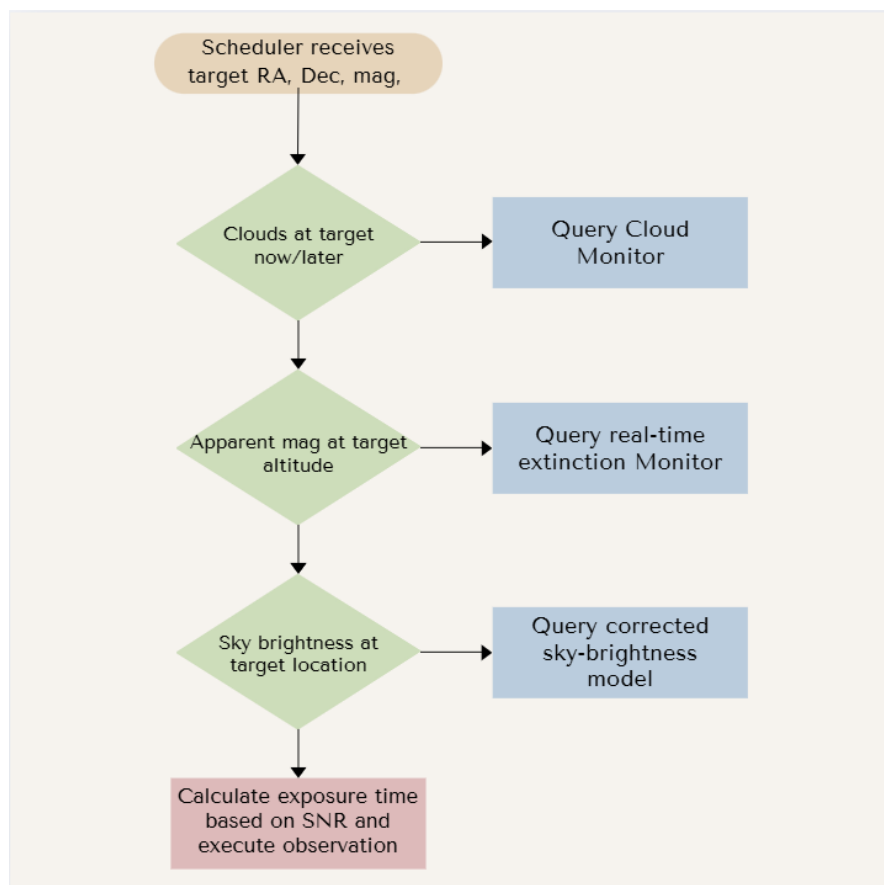 Scheduler receives
target RA, Dec, mag,
Clouds at target
now/later
Query Cloud
Monitor
Apparent mag at target
altitude
Query real-time
extinction Monitor
Sky brightness at
target location
Query corrected
sky-brightness
model
Calculate exposure time
based on SNR and
execute observation